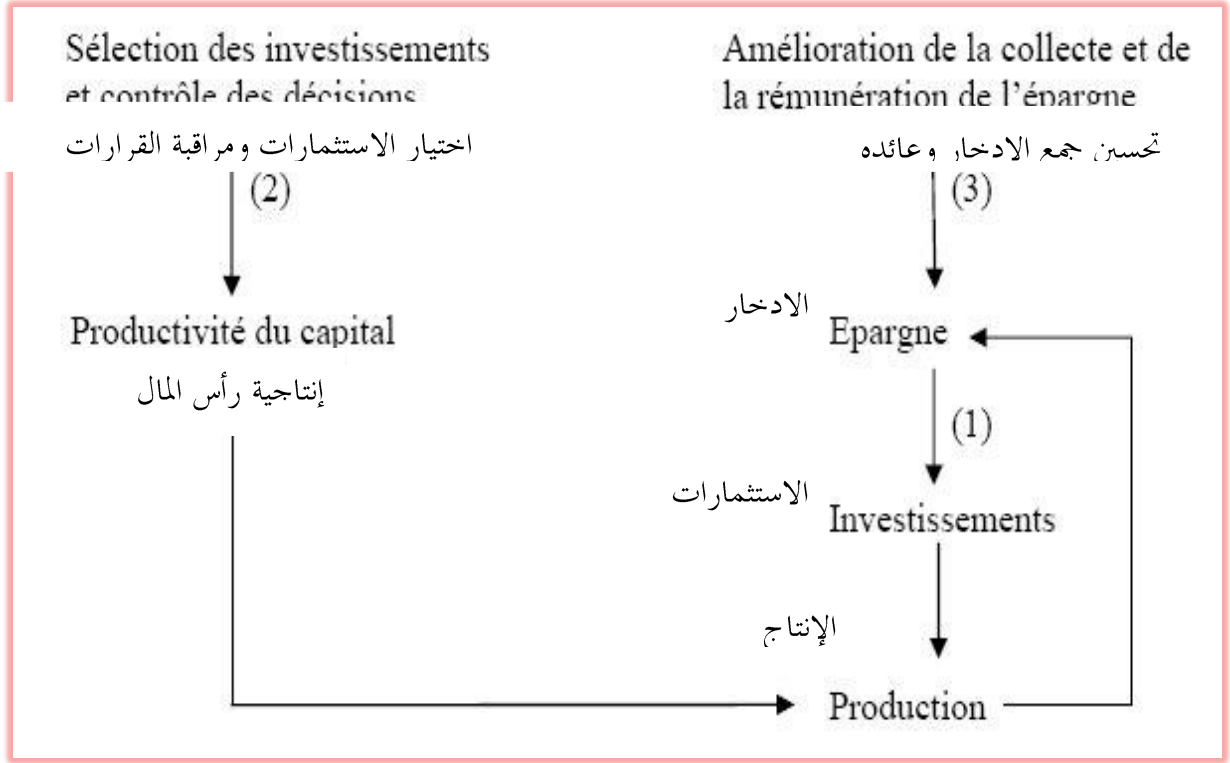 Sélection des investissements
et contrôle des décisions
اختيار الاستثمارات ومراقبة القرارات
(2)
Productivité du capital
إنتاجية رأس المال
Amélioration de la collecte et de
la rémunération de l'épargne
تحسين جمع الادخار وعائده
(3)
الادخار
Epargne
(1)
الاستثمارات
Investissements
الإنتاج
Production